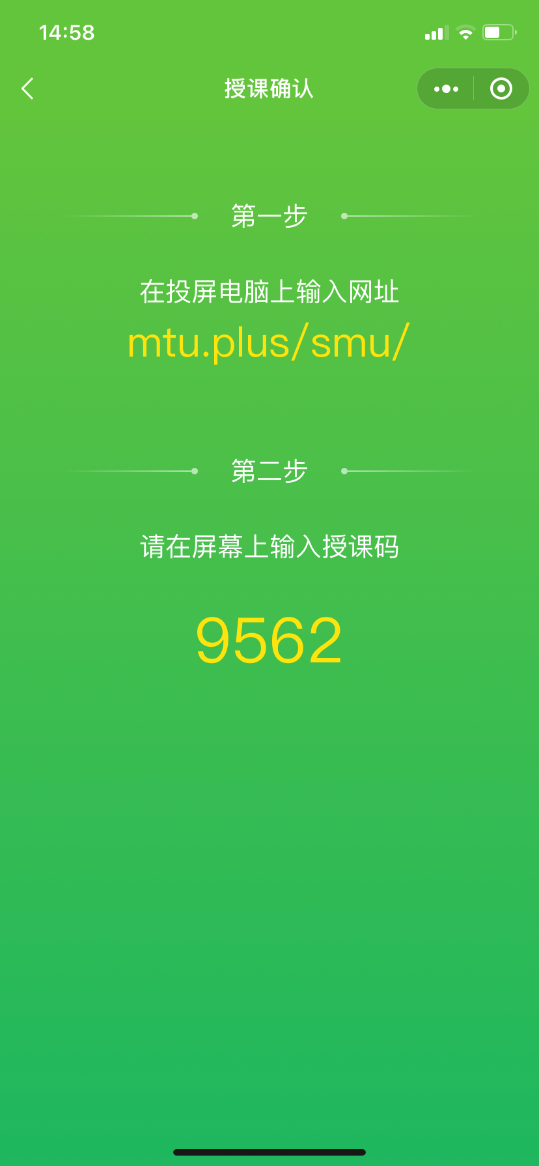 14:58
授课确认
第一步
在投屏电脑上输入网址
mtu.plus/smu/
第二步
请在屏幕上输入授课码
9562